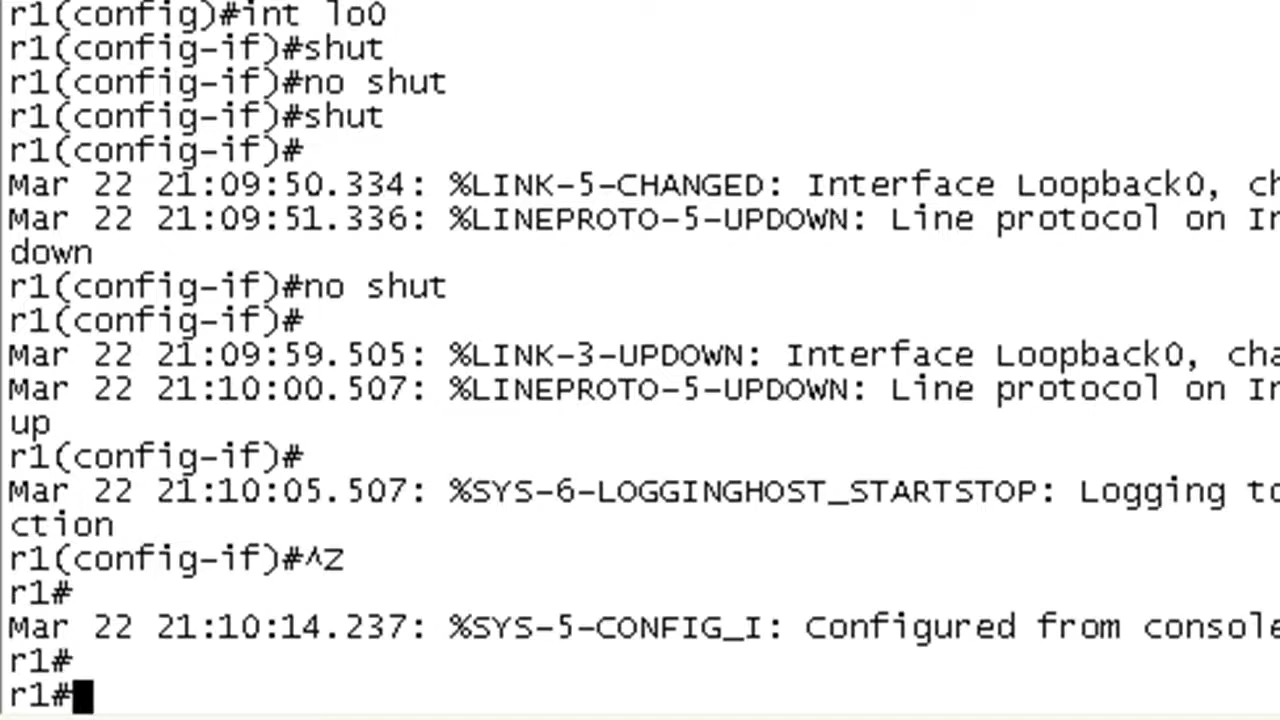 r1(config)#int lo0
r1(config-if)#shut
r1(config-if)#no shut
r1(config-if)#shut
r1(config-if)#
Mar 22 21:09:50.334: %LINK-5-CHANGED: Interface Loopback0, ch
Mar 22 21:09:51.336: %LINEPROTO-5-UPDOWN: Line protocol on In
down
r1(config-if)#no shut
r1(config-if)#
Mar 22 21:09:59.505: %LINK-3-UPDOWN: Interface Loopback0, cha
Mar 22 21:10:00.507: %LINEPROTO-5-UPDOWN: Line protocol on In
up
r1(config-if)#
Mar 22 21:10:05.507: %SYS-6-LOGGINGHOST_STARTSTOP: Logging to
ction
r1(config-if)#^Z
r1#
Mar 22 21:10:14.237: %SYS-5-CONFIG_I: Configured from console
r1#
r1#